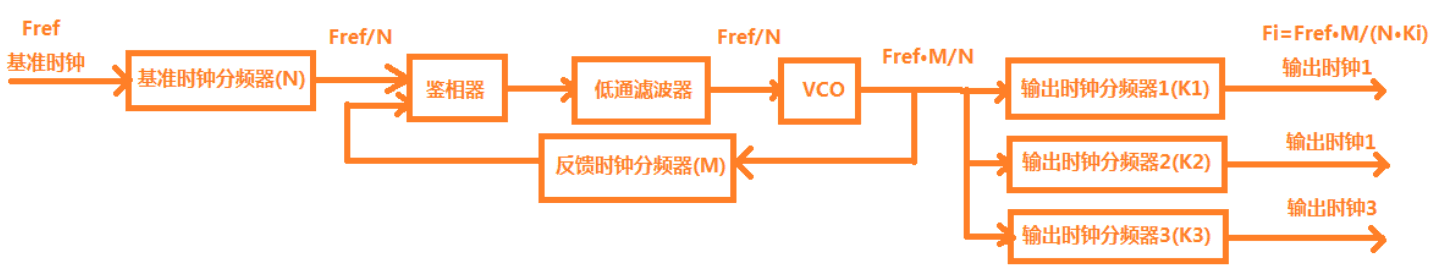 Fref
基准时钟
基准时钟分频器(N)
Fref/N
鉴相器
低通滤波器
Fref/N
VCO
Fref•M/N
反馈时钟分频器(M)
Fi=Fref•M/(N•Ki)
输出时钟分频器1(K1)
输出时钟1
输出时钟分频器2(K2)
输出时钟1
输出时钟分频器3(K3)
输出时钟3